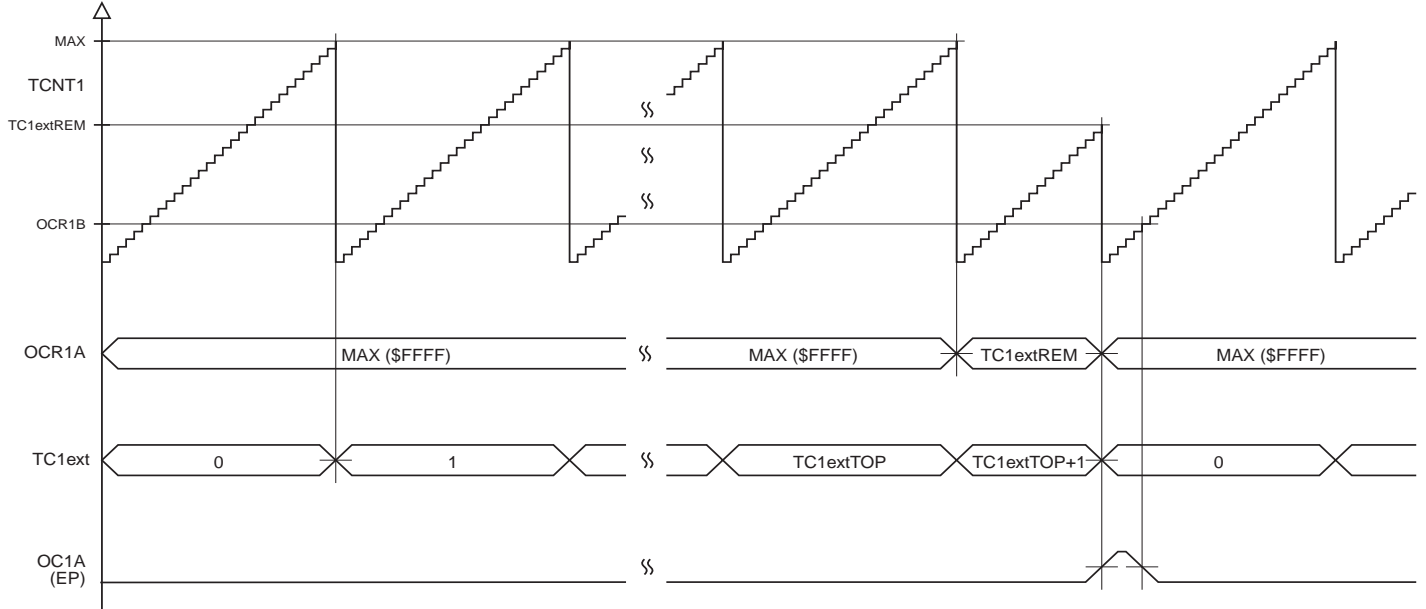 MAX
TCNT1
TC1extREM
OCR1B
OCR1A
MAX ($FFFF)
MAX ($FFFF)
TC1extREM
MAX ($FFFF)
TC1ext
0
1
TC1extTOP
TC1extTOP+1
0
OC1A
(EP)